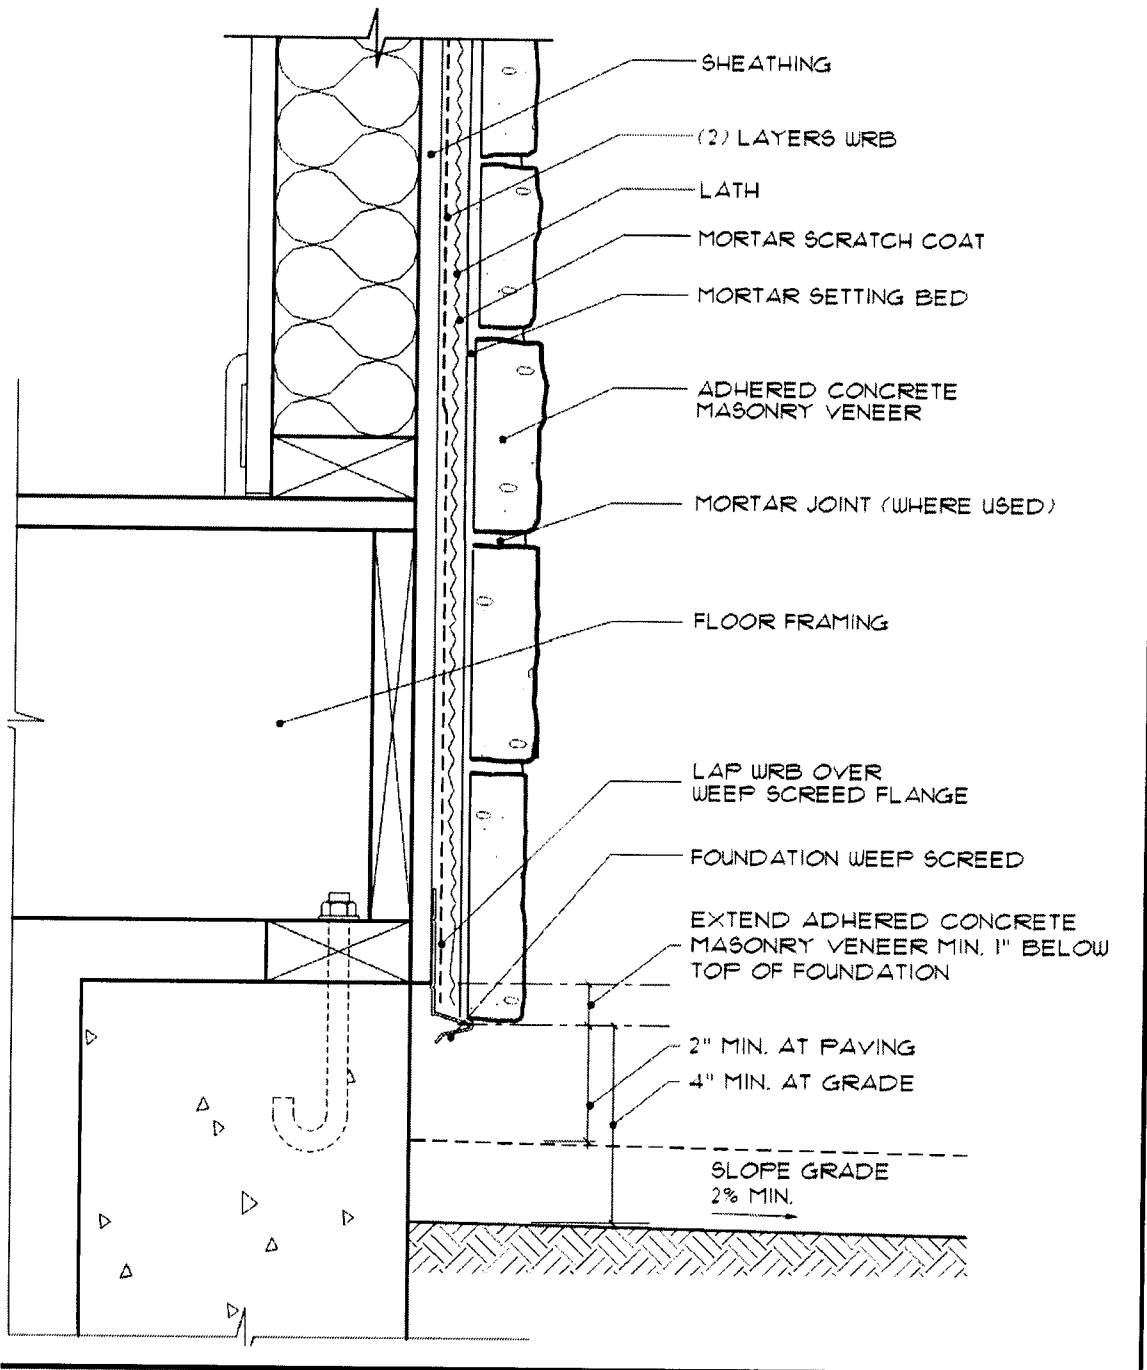 SHEATHING
(2) LAYERS WRB
LATH
MORTAR SCRATCH COAT
MORTAR SETTING BED
ADHERED CONCRETE
MASONRY VENEER
MORTAR JOINT (WHERE USED)
FLOOR FRAMING
LAP WRB OVER
WEEP SCREED FLANGE
FOUNDATION WEEP SCREED
EXTEND ADHERED CONCRETE
MASONRY VENEER MIN. 1" BELOW
TOP OF FOUNDATION
2" MIN. AT PAVING
4" MIN. AT GRADE
SLOPE GRADE
2% MIN.